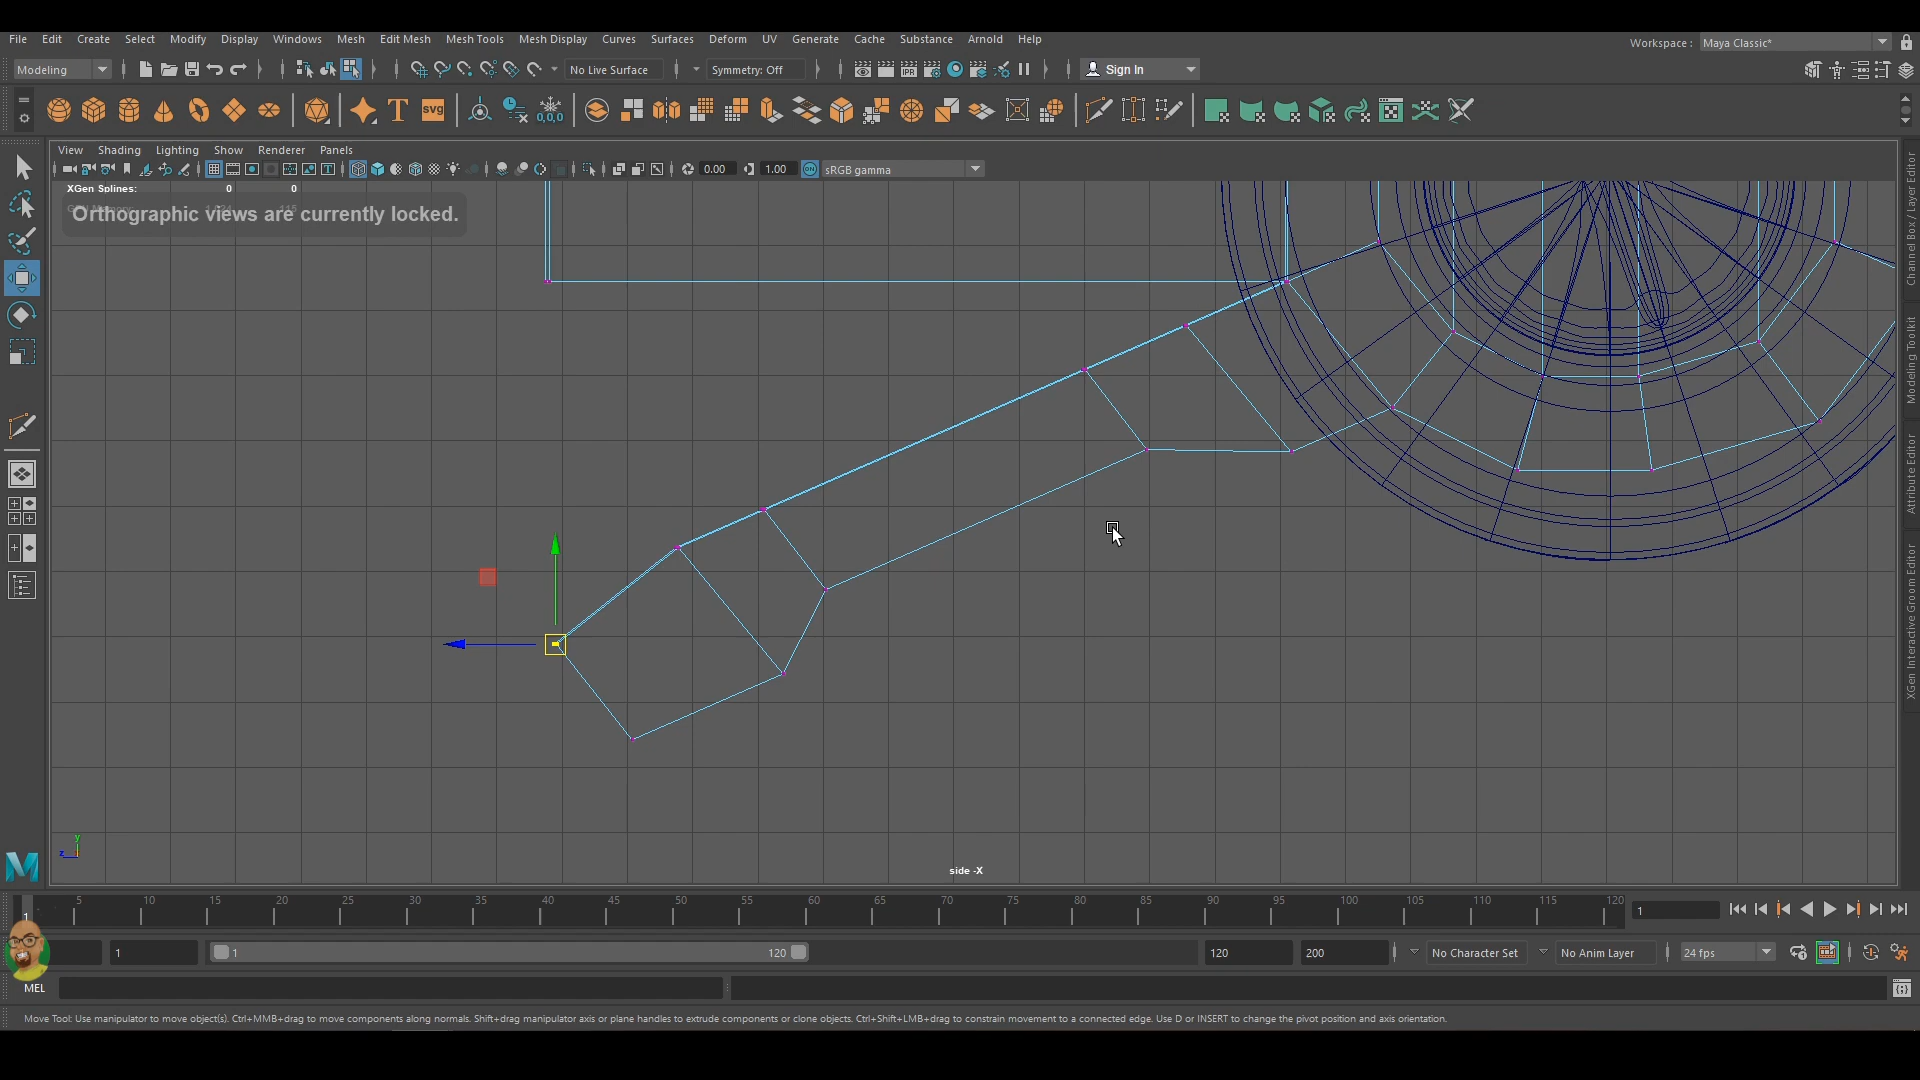 File Edit Create Select Modify Display Windows Mesh Edit Mesh Mesh Tools Mesh Display Curves Surfaces Deform UV Generate Cache Substance Arnold Help
Workspace : Maya Classic*
Modeling No Live Surface Symmetry: Off IPR Sign In
T SVG 0,0,0
View Shading Lighting Show Renderer Panels
0.00 1.00 ON sRGB gamma
XGen Splines: 0 0
Orthographic views are currently locked.
Channel Box / Layer Editor
Modeling Toolkit
Attribute Editor
XGen Interactive Groom Editor
y
z
side -X
1 5 10 15 20 25 30 35 40 45 50 55 60 65 70 75 80 85 90 95 100 105 110 115 120
1
1 1 120 120 200 No Character Set No Anim Layer 24 fps
MEL
Move Tool: Use manipulator to move object(s). Ctrl+MMB+drag to move components along normals. Shift+drag manipulator axis or plane handles to extrude components or clone objects. Ctrl+Shift+LMB+drag to constrain movement to a connected edge. Use D or INSERT to change the pivot position and axis orientation.